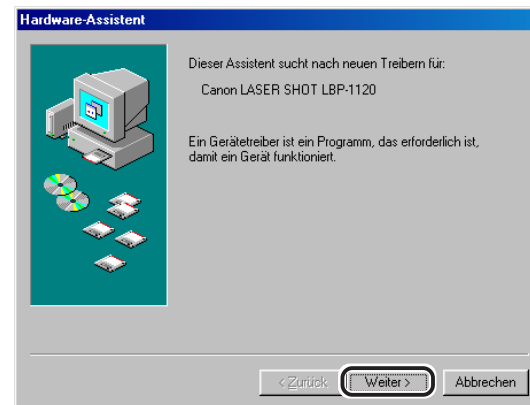 Hardware-Assistent
Dieser Assistent sucht nach neuen Treibern für:
Canon LASER SHOT LBP-1120
Ein Gerätetreiber ist ein Programm, das erforderlich ist,
damit ein Gerät funktioniert.
< Zurück Weiter > Abbrechen